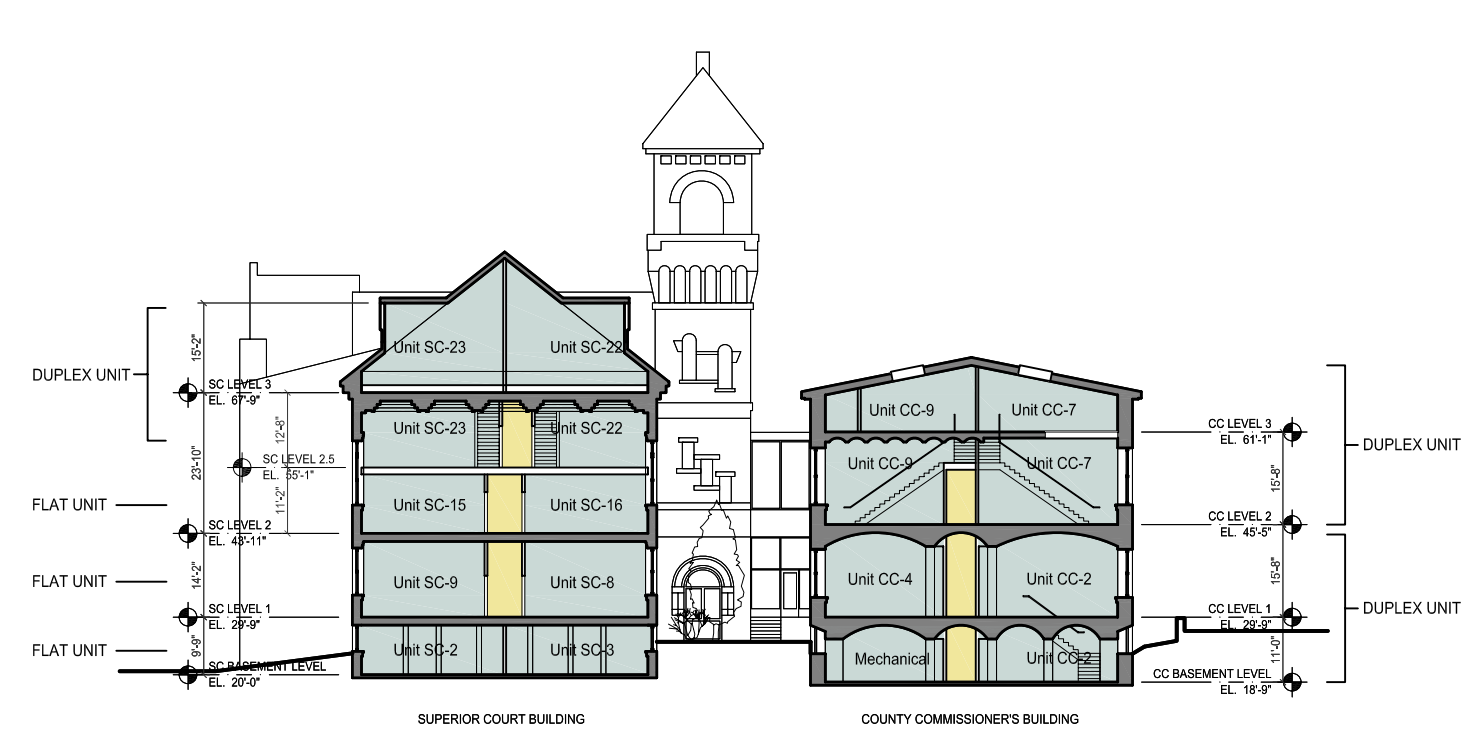 15'-2"
DUPLEX UNIT
Unit SC-23
Unit SC-22
SC LEVEL 3
EL. 67'-9"
Unit CC-9
Unit CC-7
12'-8"
Unit SC-23
Unit SC-22
CC LEVEL 3
EL. 61'-1"
DUPLEX UNIT
23'-10"
SC LEVEL 2.5
EL. 55'-1"
Unit CC-9
Unit CC-7
15'-8"
11'-2"
FLAT UNIT
Unit SC-15
Unit SC-16
SC LEVEL 2
EL. 43'-11"
CC LEVEL 2
EL. 45'-5"
14'-2"
FLAT UNIT
Unit SC-9
Unit SC-8
Unit CC-4
Unit CC-2
15'-8"
SC LEVEL 1
EL. 29'-9"
CC LEVEL 1
EL. 29'-9"
DUPLEX UNIT
9'-9"
FLAT UNIT
Unit SC-2
Unit SC-3
Mechanical
Unit CC-2
11'-0"
SC BASEMENT LEVEL
EL. 20'-0"
CC BASEMENT LEVEL
EL. 18'-9"
SUPERIOR COURT BUILDING
COUNTY COMMISSIONER'S BUILDING